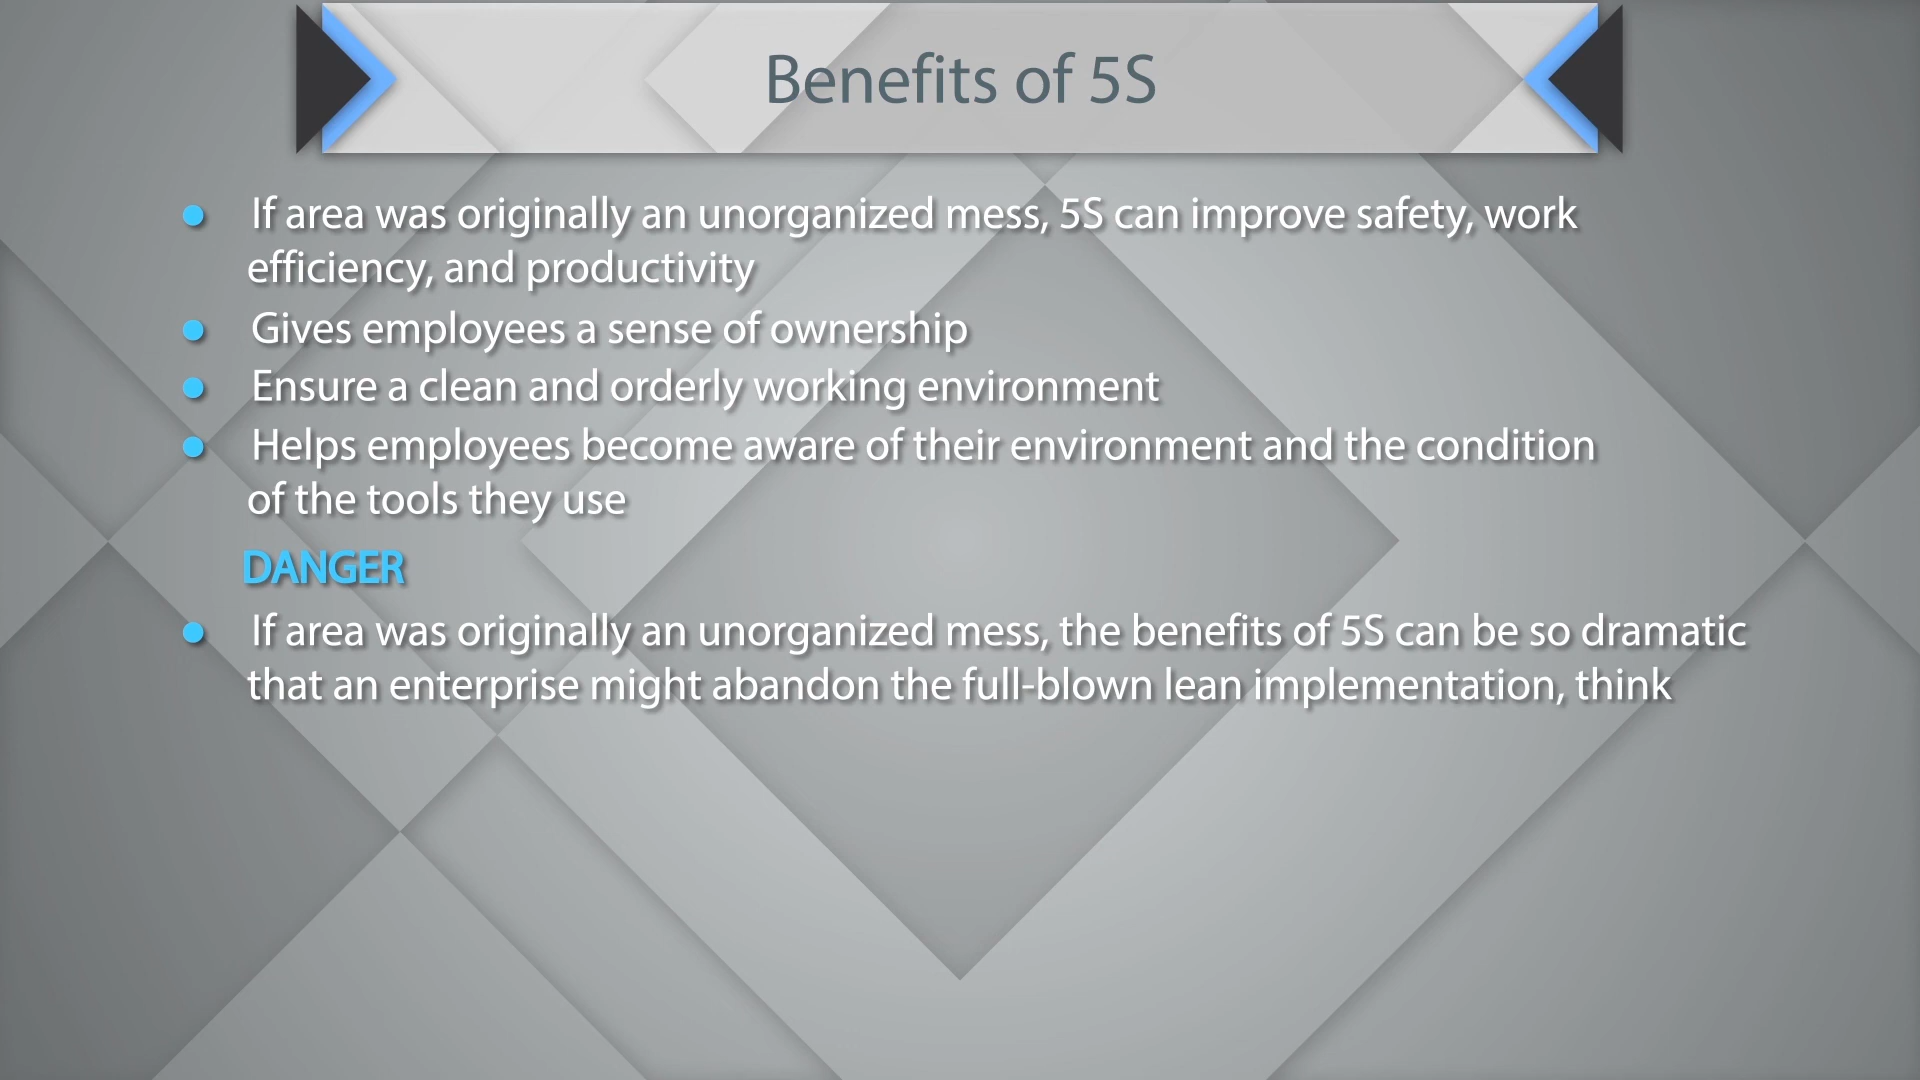 Benefits of 5S
If area was originally an unorganized mess, 5S can improve safety, work
efficiency, and productivity
Gives employees a sense of ownership
Ensure a clean and orderly working environment
Helps employees become aware of their environment and the condition
of the tools they use
DANGER
If area was originally an unorganized mess, the benefits of 5S can be so dramatic
that an enterprise might abandon the full-blown lean implementation, think